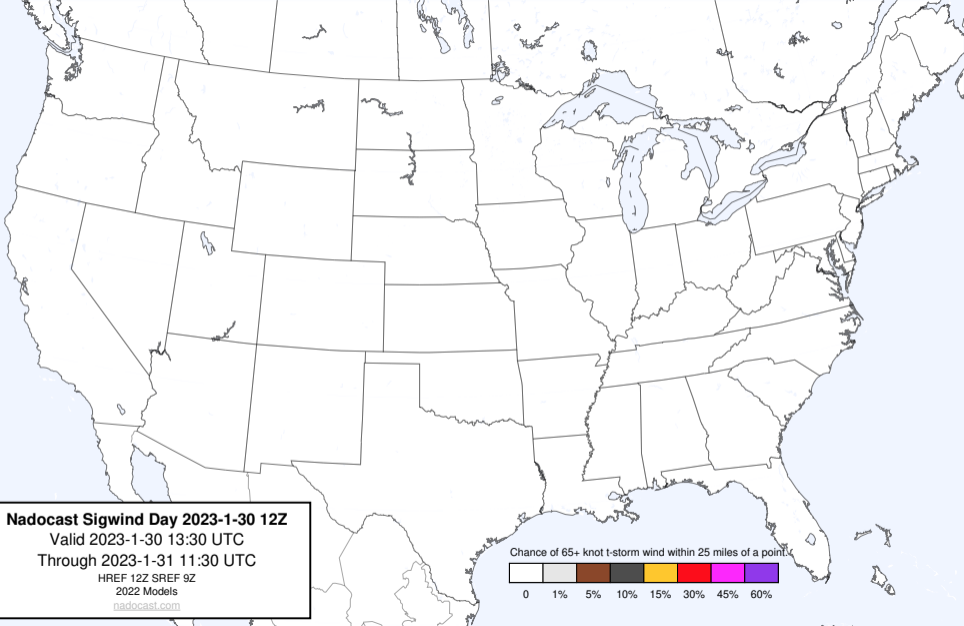 Nadocast Sigwind Day 2023-1-30 12Z
Valid 2023-1-30 13:30 UTC
Through 2023-1-31 11:30 UTC
HREF 12Z SREF 9Z
2022 Models
nadocast.com
Chance of 65+ knot t-storm wind within 25 miles of a point.
0 1% 5% 10% 15% 30% 45% 60%